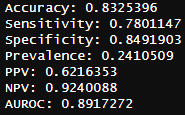 Accuracy: 0.8325396
Sensitivity: 0.7801147
Specificity: 0.8491903
Prevalence: 0.2410509
PPV: 0.6216353
NPV: 0.9240088
AUROC: 0.8917272